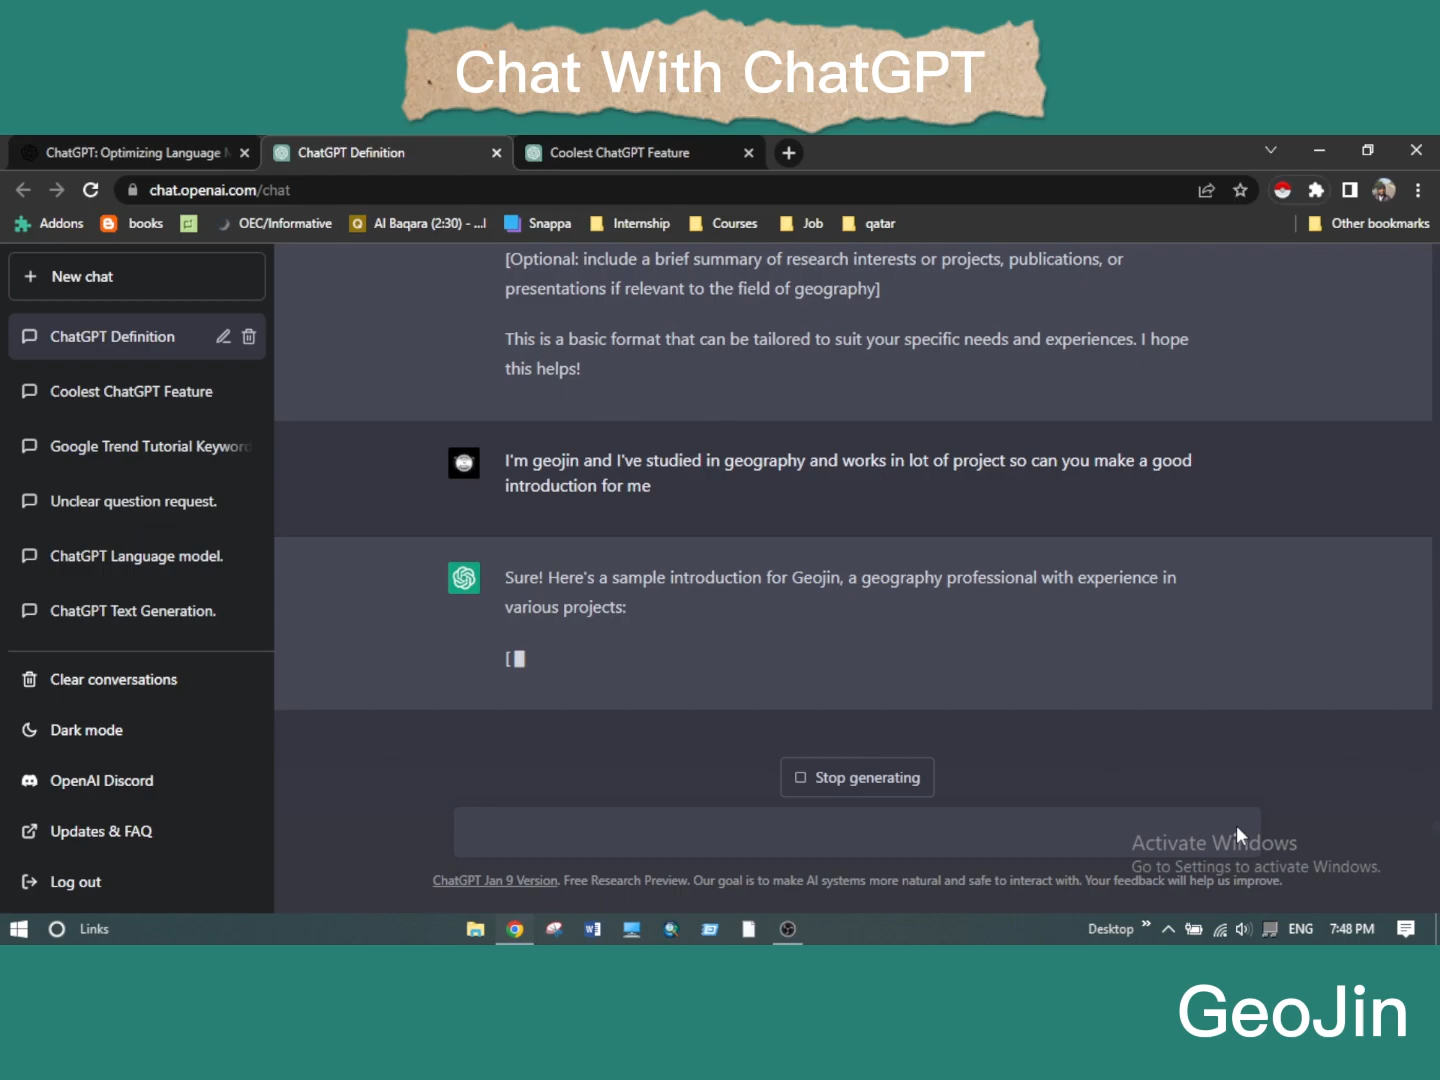 Chat With ChatGPT
ChatGPT: Optimizing Language
ChatGPT Definition
Coolest ChatGPT Feature
chat.openai.com/chat
Addons
books
OEC/Informative
Al Baqara (2:30) - ...l
Snappa
Internship
Courses
Job
qatar
Other bookmarks
New chat
ChatGPT Definition
Coolest ChatGPT Feature
Google Trend Tutorial Keyword
Unclear question request.
ChatGPT Language model.
ChatGPT Text Generation.
Clear conversations
Dark mode
OpenAI Discord
Updates & FAQ
Log out
[Optional: include a brief summary of research interests or projects, publications, or
presentations if relevant to the field of geography]
This is a basic format that can be tailored to suit your specific needs and experiences. I hope
this helps!
I'm geojin and I've studied in geography and works in lot of project so can you make a good
introduction for me
Sure! Here's a sample introduction for Geojin, a geography professional with experience in
various projects:
[
Stop generating
Activate Windows
Go to Settings to activate Windows.
ChatGPT Jan 9 Version. Free Research Preview. Our goal is to make AI systems more natural and safe to interact with. Your feedback will help us improve.
Links
Desktop
ENG
7:48 PM
GeoJin